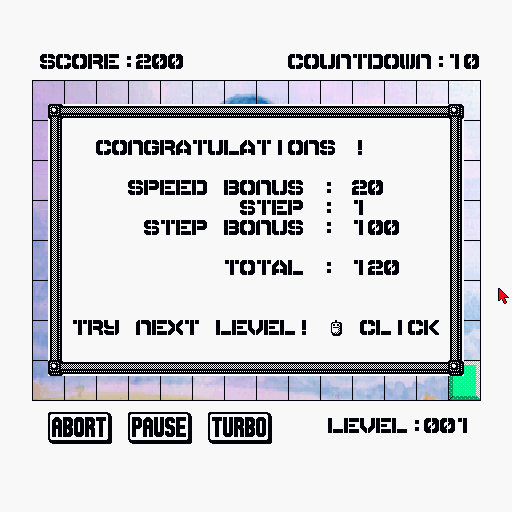 SCORE:200 COUNTDOWN:10
CONGRATULATIONS !
SPEED BONUS : 20
STEP : 1
STEP BONUS : 100
TOTAL : 120
TRY NEXT LEVEL! CLICK
ABORT PAUSE TURBO LEVEL:001